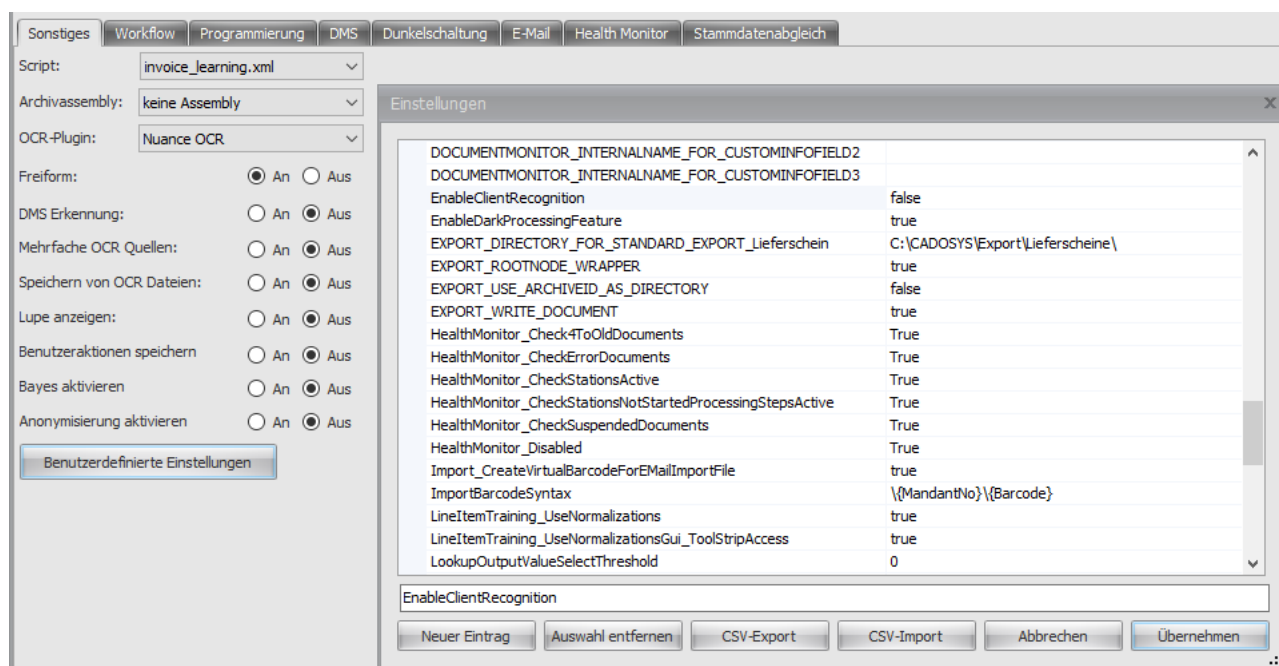 Sonstiges Workflow Programmierung DMS Dunkelschaltung E-Mail Health Monitor Stammdatenabgleich
Script: invoice_learning.xml
Archivassembly: keine Assembly
OCR-Plugin: Nuance OCR
Freiform: An Aus
DMS Erkennung: An Aus
Mehrfache OCR Quellen: An Aus
Speichern von OCR Dateien: An Aus
Lupe anzeigen: An Aus
Benutzeraktionen speichern An Aus
Bayes aktivieren An Aus
Anonymisierung aktivieren An Aus
Benutzerdefinierte Einstellungen
Einstellungen x
DOCUMENTMONITOR_INTERNALNAME_FOR_CUSTOMINFOFIELD2
DOCUMENTMONITOR_INTERNALNAME_FOR_CUSTOMINFOFIELD3
EnableClientRecognition false
EnableDarkProcessingFeature true
EXPORT_DIRECTORY_FOR_STANDARD_EXPORT_Lieferschein C:\CADOSYS\Export\Lieferscheine\
EXPORT_ROOTNODE_WRAPPER true
EXPORT_USE_ARCHIVEID_AS_DIRECTORY false
EXPORT_WRITE_DOCUMENT true
HealthMonitor_Check4ToOldDocuments True
HealthMonitor_CheckErrorDocuments True
HealthMonitor_CheckStationsActive True
HealthMonitor_CheckStationsNotStartedProcessingStepsActive True
HealthMonitor_CheckSuspendedDocuments True
HealthMonitor_Disabled True
Import_CreateVirtualBarcodeForEMailImportFile true
ImportBarcodeSyntax \{MandantNo}\{Barcode}
LineItemTraining_UseNormalizations true
LineItemTraining_UseNormalizationsGui_ToolStripAccess true
LookupOutputValueSelectThreshold 0
EnableClientRecognition
Neuer Eintrag Auswahl entfernen CSV-Export CSV-Import Abbrechen Übernehmen